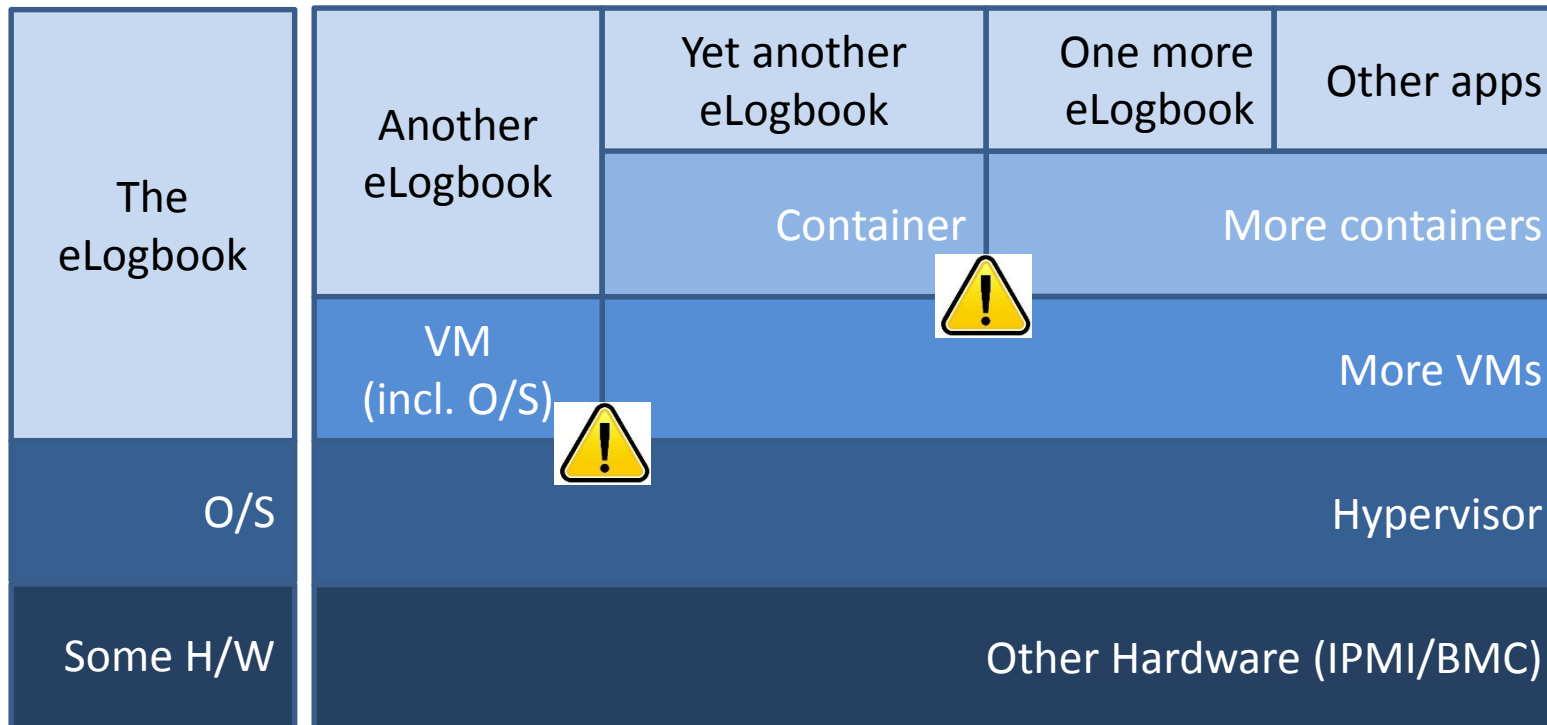 The
eLogbook
O/S
Some H/W
Another
eLogbook
Yet another
eLogbook
One more
eLogbook
Other apps
Container
More containers
VM
(incl. O/S)
More VMs
Hypervisor
Other Hardware (IPMI/BMC)